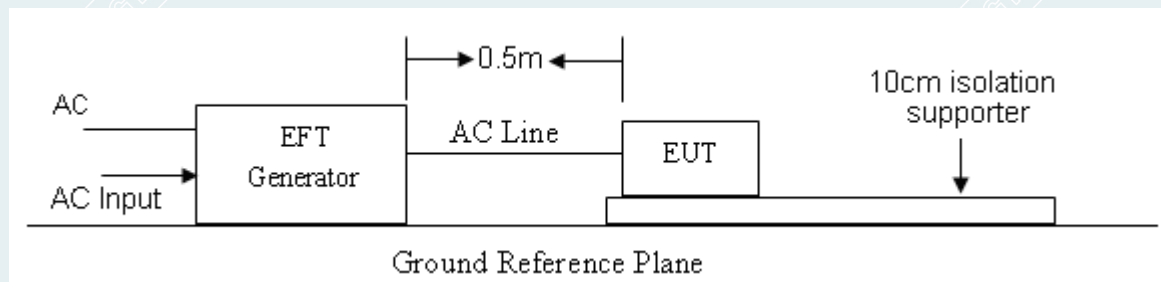 0.5m
10cm isolation
supporter
AC
EFT
Generator
AC Line
EUT
AC Input
Ground Reference Plane